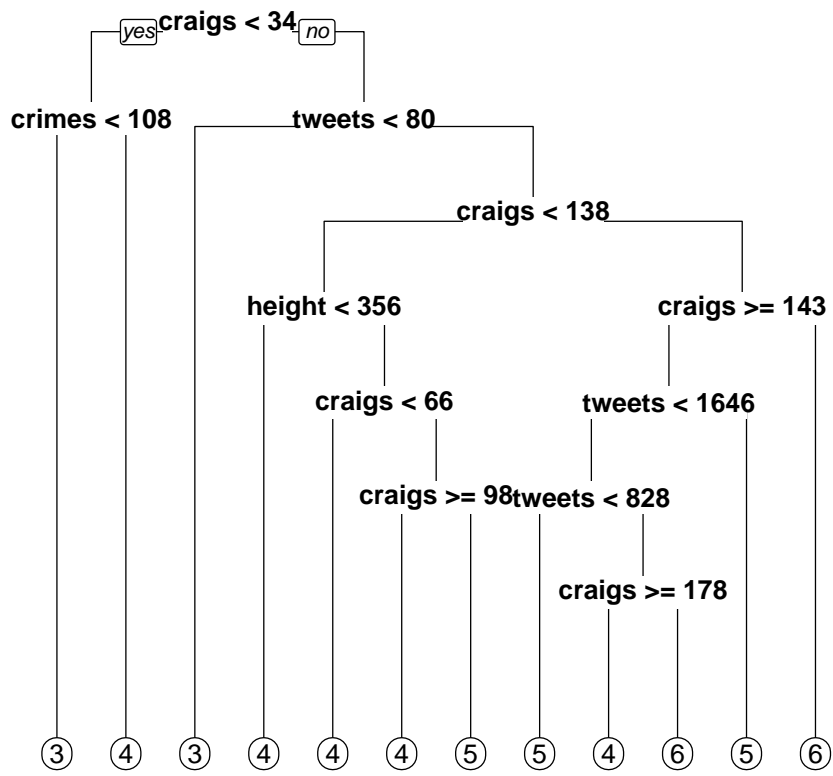 yes craigs < 34 no
crimes < 108 tweets < 80
craigs < 138
height < 356 craigs >= 143
craigs < 66 tweets < 1646
craigs >= 98 tweets < 828
craigs >= 178
3 4 3 4 4 4 5 5 4 6 5 6